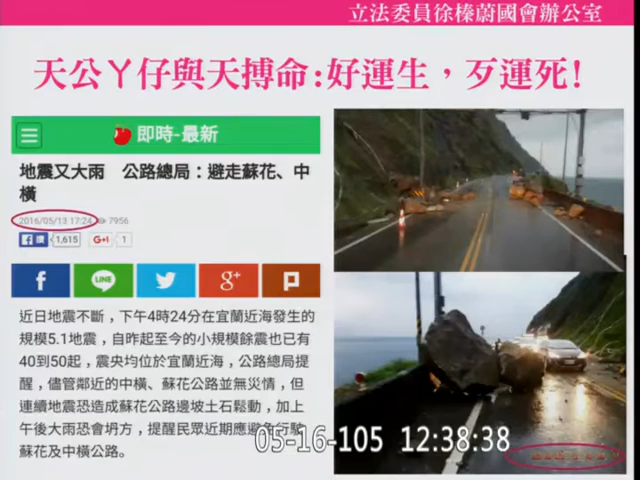 立法委員徐榛蔚國會辦公室
天公丫仔與天搏命:好運生，歹運死!
即時-最新
地震又大雨 公路總局：避走蘇花、中
橫
2016/05/13 17:24 7956
讚 1,615 G+1 1
f LINE g+
近日地震不斷，下午4時24分在宜蘭近海發生的
規模5.1地震，自昨起至今的小規模餘震也已有
40到50起，震央均位於宜蘭近海，公路總局提
醒，儘管鄰近的中橫、蘇花公路並無災情，但
連續地震恐造成蘇花公路邊坡土石鬆動，加上
午後大雨恐會坍方，提醒民眾近期應避免行駛
蘇花及中橫公路。
05-16-105 12:38:38